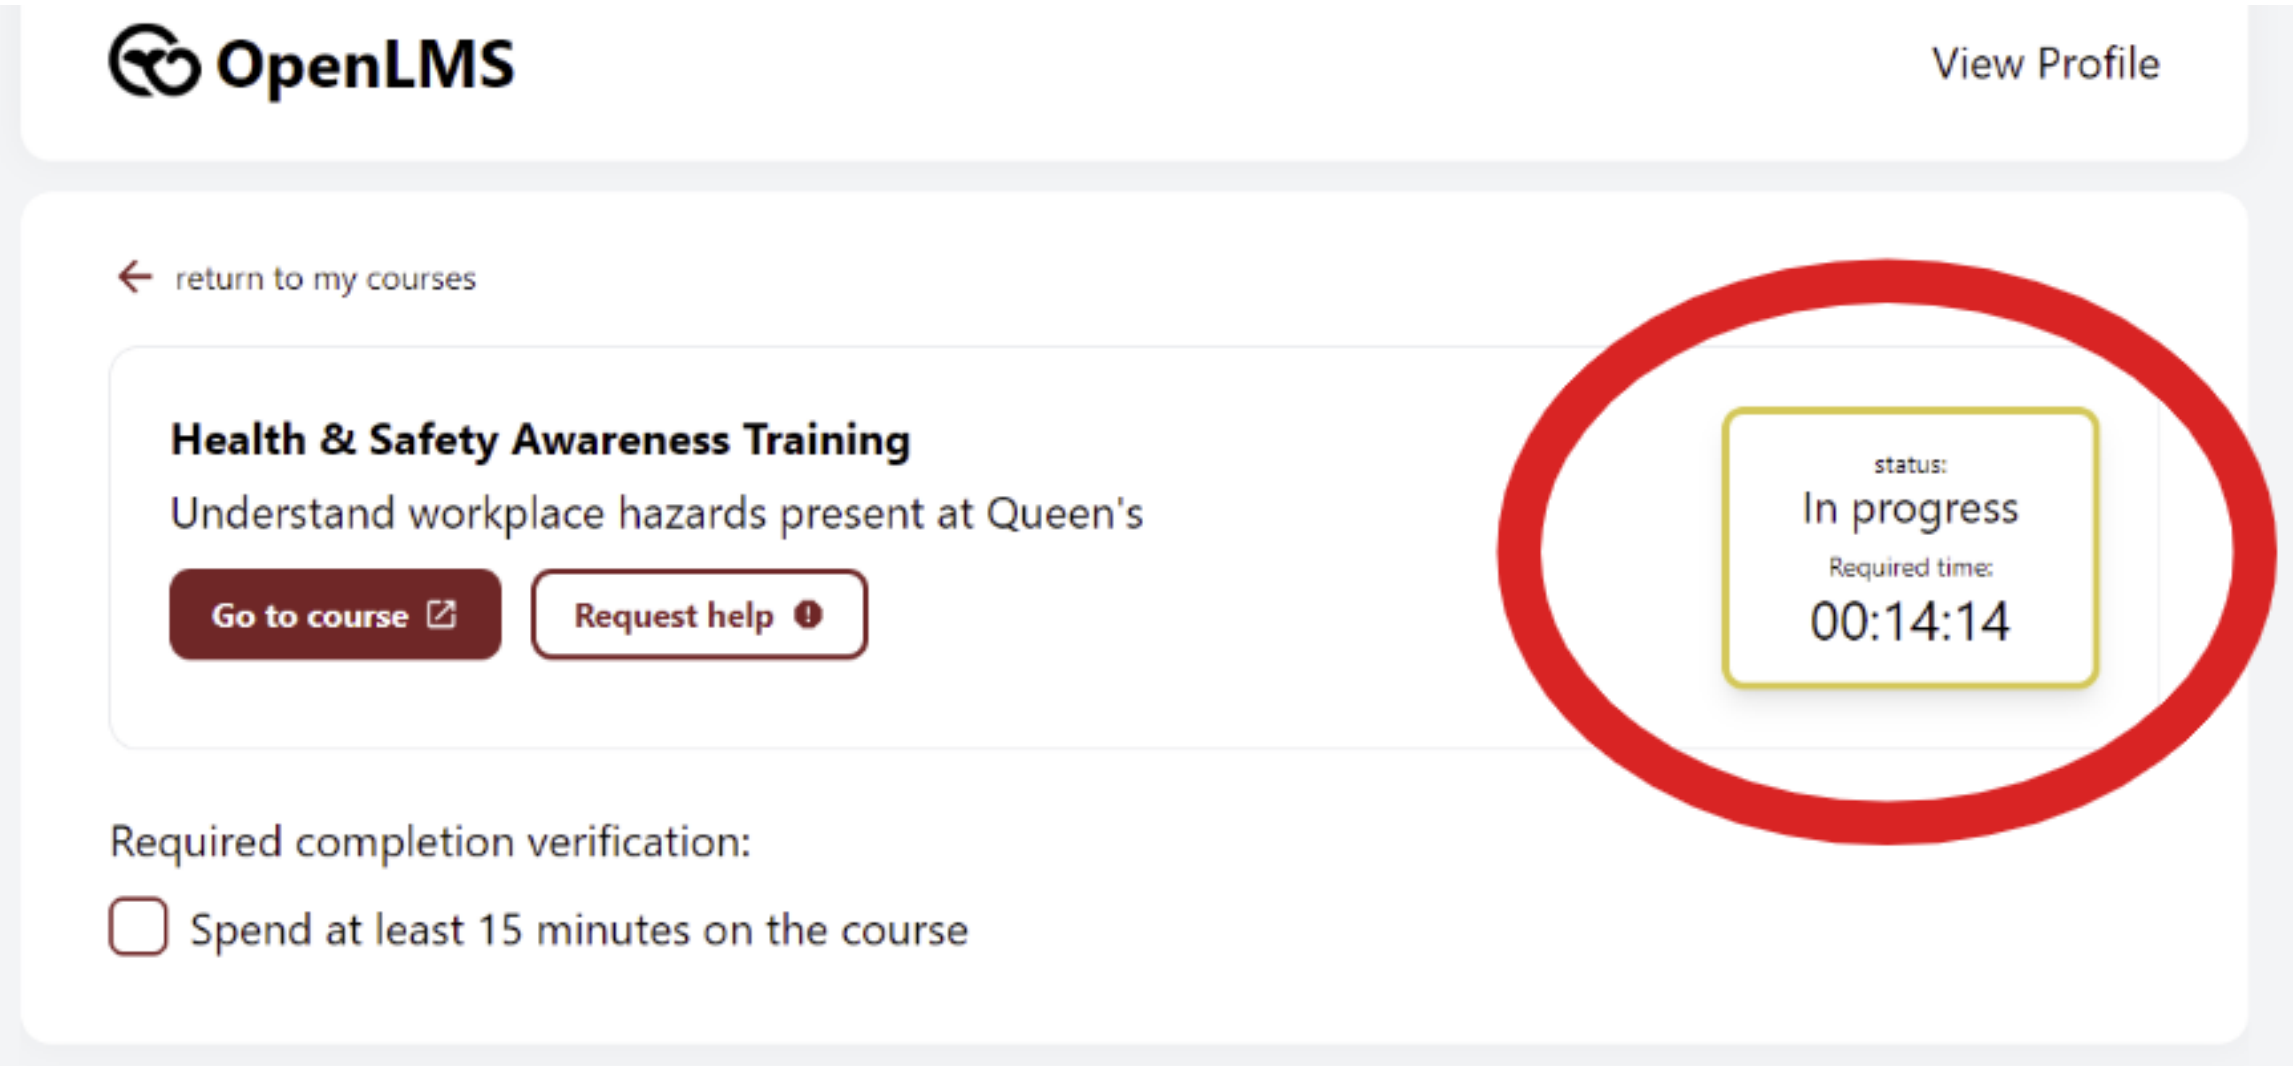 OpenLMS
View Profile
return to my courses
Health & Safety Awareness Training
Understand workplace hazards present at Queen's
Go to course
Request help
status:
In progress
Required time:
00:14:14
Required completion verification:
Spend at least 15 minutes on the course